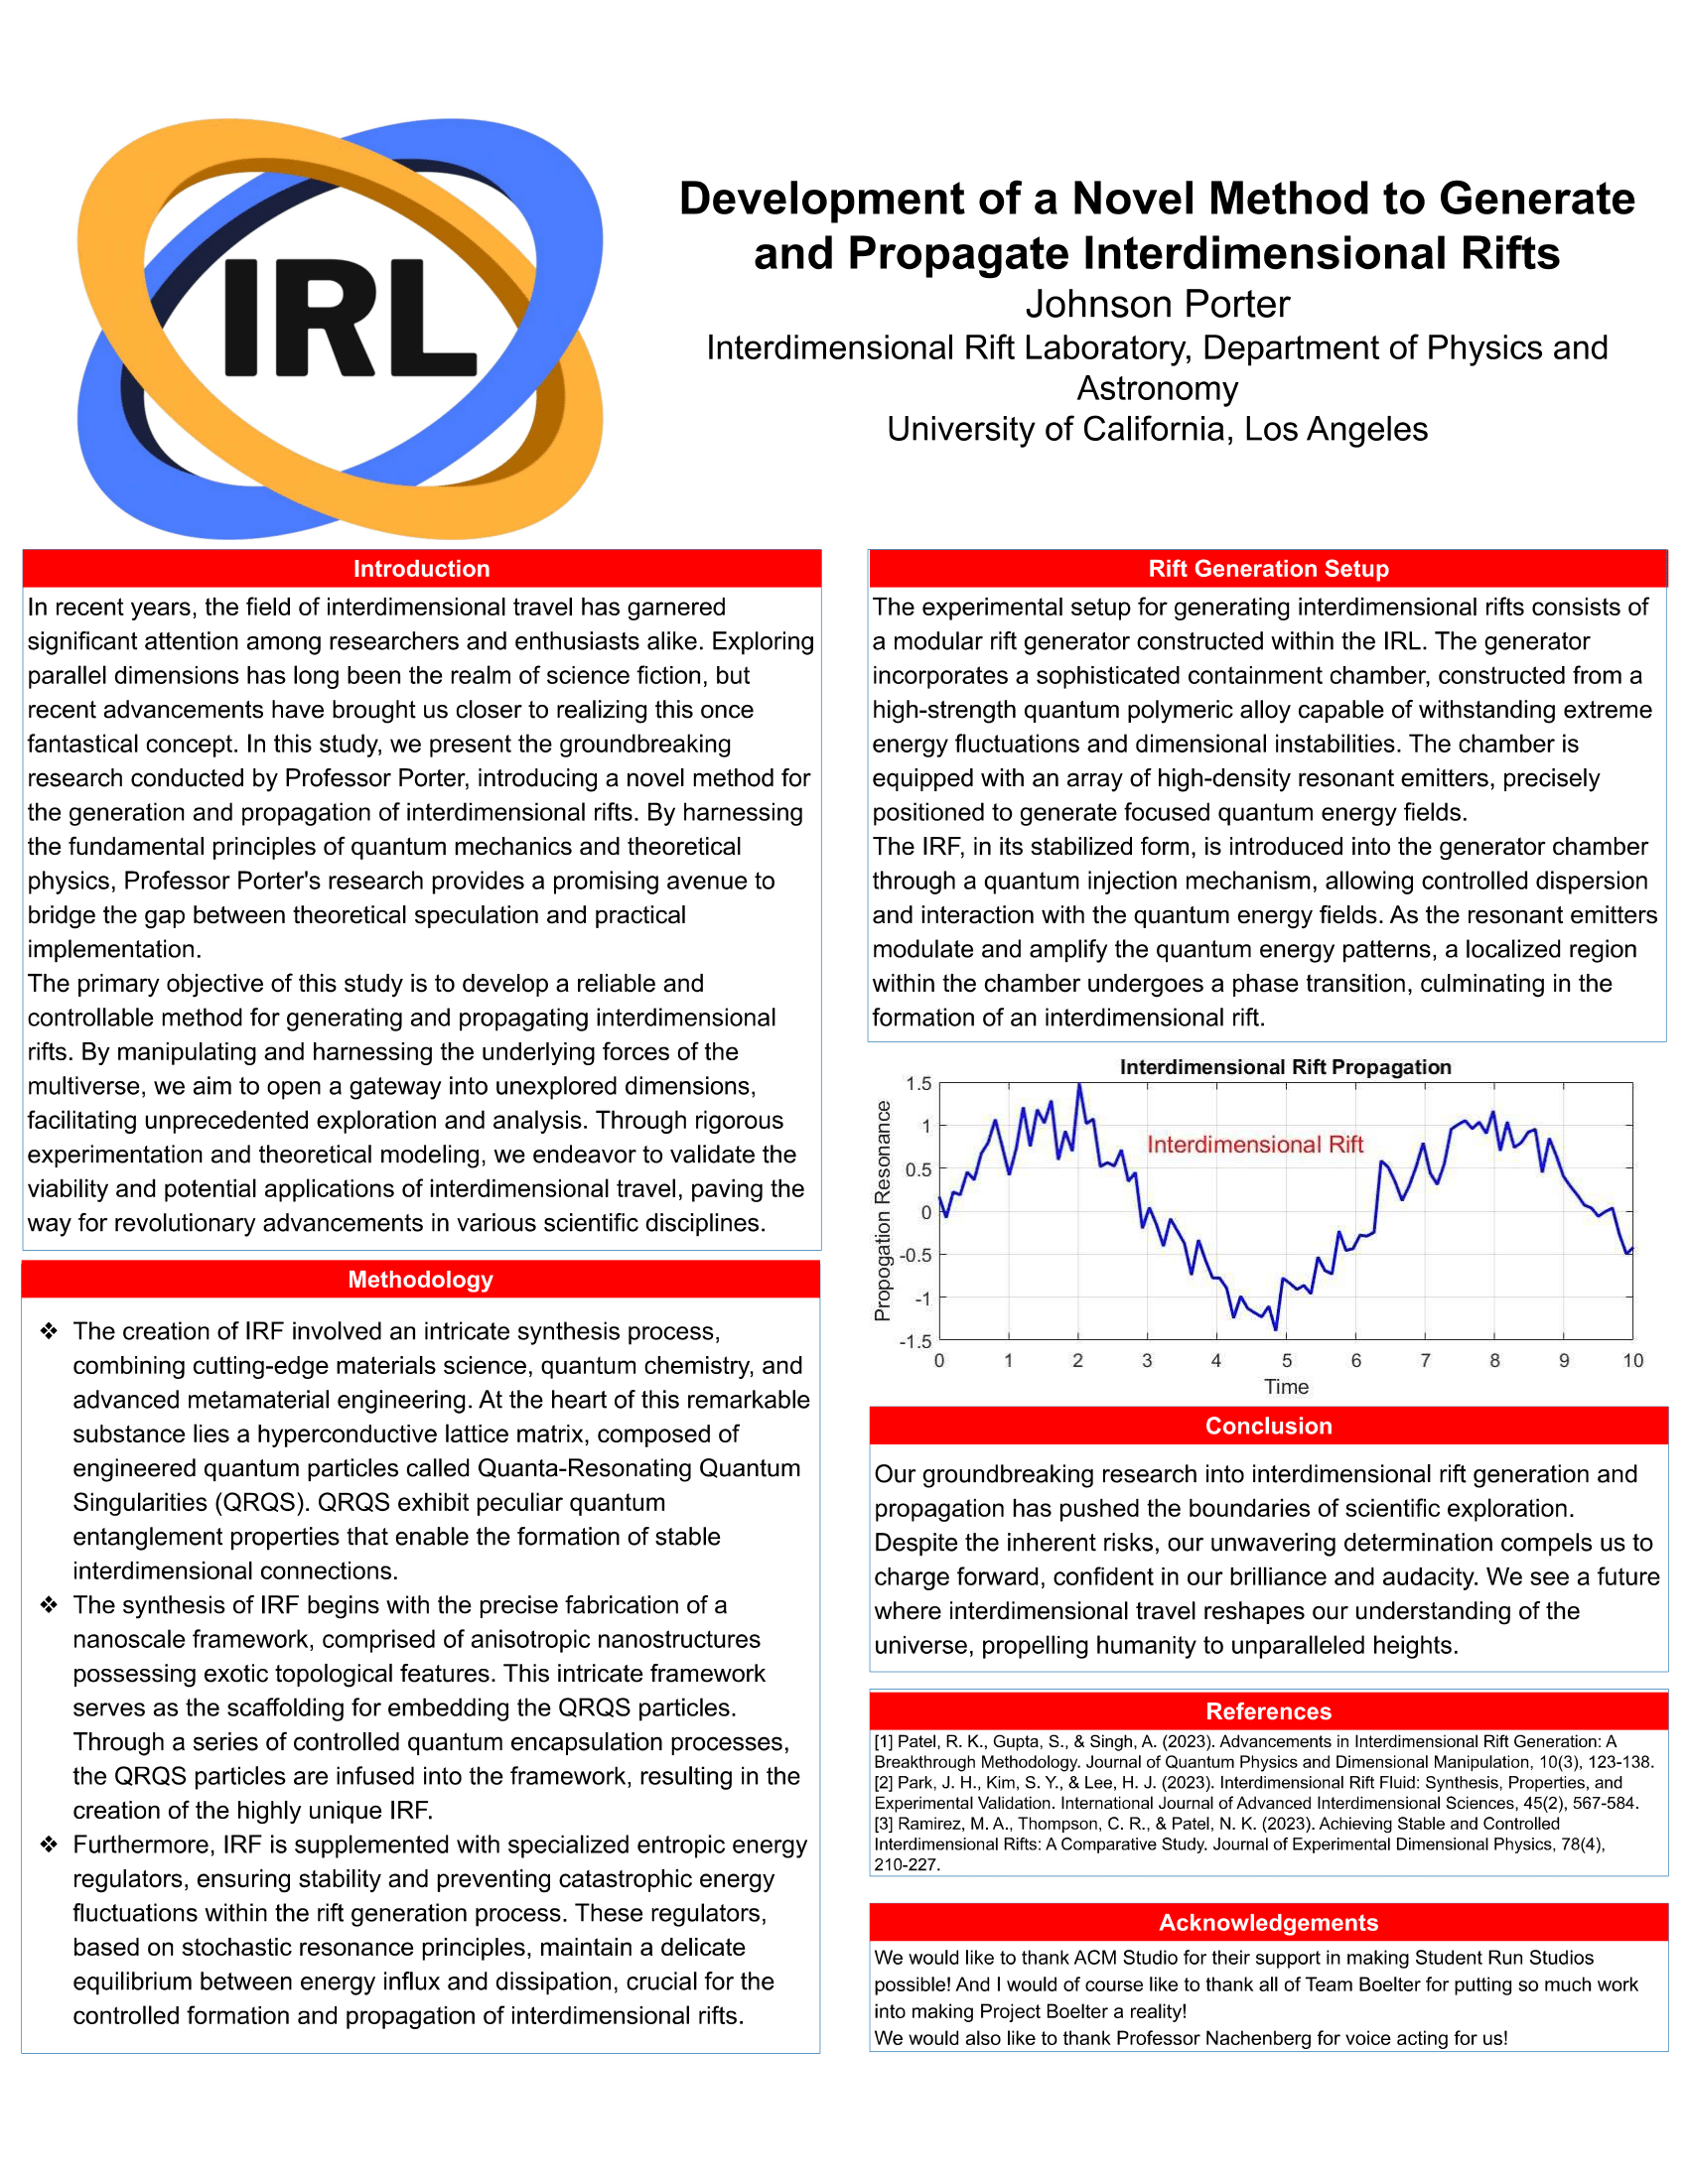 IRL
Development of a Novel Method to Generate
and Propagate Interdimensional Rifts
Johnson Porter
Interdimensional Rift Laboratory, Department of Physics and
Astronomy
University of California, Los Angeles
Introduction
In recent years, the field of interdimensional travel has garnered
significant attention among researchers and enthusiasts alike. Exploring
parallel dimensions has long been the realm of science fiction, but
recent advancements have brought us closer to realizing this once
fantastical concept. In this study, we present the groundbreaking
research conducted by Professor Porter, introducing a novel method for
the generation and propagation of interdimensional rifts. By harnessing
the fundamental principles of quantum mechanics and theoretical
physics, Professor Porter's research provides a promising avenue to
bridge the gap between theoretical speculation and practical
implementation.
The primary objective of this study is to develop a reliable and
controllable method for generating and propagating interdimensional
rifts. By manipulating and harnessing the underlying forces of the
multiverse, we aim to open a gateway into unexplored dimensions,
facilitating unprecedented exploration and analysis. Through rigorous
experimentation and theoretical modeling, we endeavor to validate the
viability and potential applications of interdimensional travel, paving the
way for revolutionary advancements in various scientific disciplines.
Methodology
❖ The creation of IRF involved an intricate synthesis process,
combining cutting-edge materials science, quantum chemistry, and
advanced metamaterial engineering. At the heart of this remarkable
substance lies a hyperconductive lattice matrix, composed of
engineered quantum particles called Quanta-Resonating Quantum
Singularities (QRQS). QRQS exhibit peculiar quantum
entanglement properties that enable the formation of stable
interdimensional connections.
❖ The synthesis of IRF begins with the precise fabrication of a
nanoscale framework, comprised of anisotropic nanostructures
possessing exotic topological features. This intricate framework
serves as the scaffolding for embedding the QRQS particles.
Through a series of controlled quantum encapsulation processes,
the QRQS particles are infused into the framework, resulting in the
creation of the highly unique IRF.
❖ Furthermore, IRF is supplemented with specialized entropic energy
regulators, ensuring stability and preventing catastrophic energy
fluctuations within the rift generation process. These regulators,
based on stochastic resonance principles, maintain a delicate
equilibrium between energy influx and dissipation, crucial for the
controlled formation and propagation of interdimensional rifts.
Rift Generation Setup
The experimental setup for generating interdimensional rifts consists of
a modular rift generator constructed within the IRL. The generator
incorporates a sophisticated containment chamber, constructed from a
high-strength quantum polymeric alloy capable of withstanding extreme
energy fluctuations and dimensional instabilities. The chamber is
equipped with an array of high-density resonant emitters, precisely
positioned to generate focused quantum energy fields.
The IRF, in its stabilized form, is introduced into the generator chamber
through a quantum injection mechanism, allowing controlled dispersion
and interaction with the quantum energy fields. As the resonant emitters
modulate and amplify the quantum energy patterns, a localized region
within the chamber undergoes a phase transition, culminating in the
formation of an interdimensional rift.
Interdimensional Rift Propagation
Propogation Resonance
1.5
1
0.5
0
-0.5
-1
-1.5
Interdimensional Rift
0 1 2 3 4 5 6 7 8 9 10
Time
Conclusion
Our groundbreaking research into interdimensional rift generation and
propagation has pushed the boundaries of scientific exploration.
Despite the inherent risks, our unwavering determination compels us to
charge forward, confident in our brilliance and audacity. We see a future
where interdimensional travel reshapes our understanding of the
universe, propelling humanity to unparalleled heights.
References
[1] Patel, R. K., Gupta, S., & Singh, A. (2023). Advancements in Interdimensional Rift Generation: A
Breakthrough Methodology. Journal of Quantum Physics and Dimensional Manipulation, 10(3), 123-138.
[2] Park, J. H., Kim, S. Y., & Lee, H. J. (2023). Interdimensional Rift Fluid: Synthesis, Properties, and
Experimental Validation. International Journal of Advanced Interdimensional Sciences, 45(2), 567-584.
[3] Ramirez, M. A., Thompson, C. R., & Patel, N. K. (2023). Achieving Stable and Controlled
Interdimensional Rifts: A Comparative Study. Journal of Experimental Dimensional Physics, 78(4),
210-227.
Acknowledgements
We would like to thank ACM Studio for their support in making Student Run Studios
possible! And I would of course like to thank all of Team Boelter for putting so much work
into making Project Boelter a reality!
We would also like to thank Professor Nachenberg for voice acting for us!